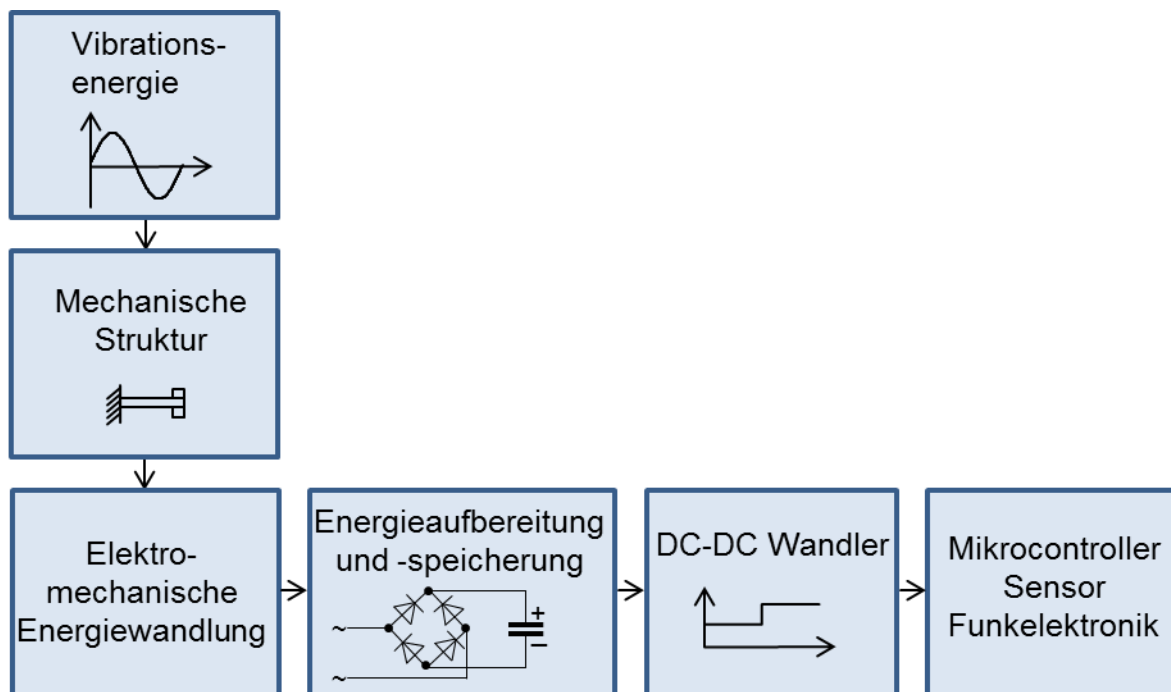 Vibrations-
energie
Mechanische
Struktur
Elektro-
mechanische
Energiewandlung
Energieaufbereitung
und -speicherung
~
~
+
−
DC-DC Wandler
Mikrocontroller
Sensor
Funkelektronik